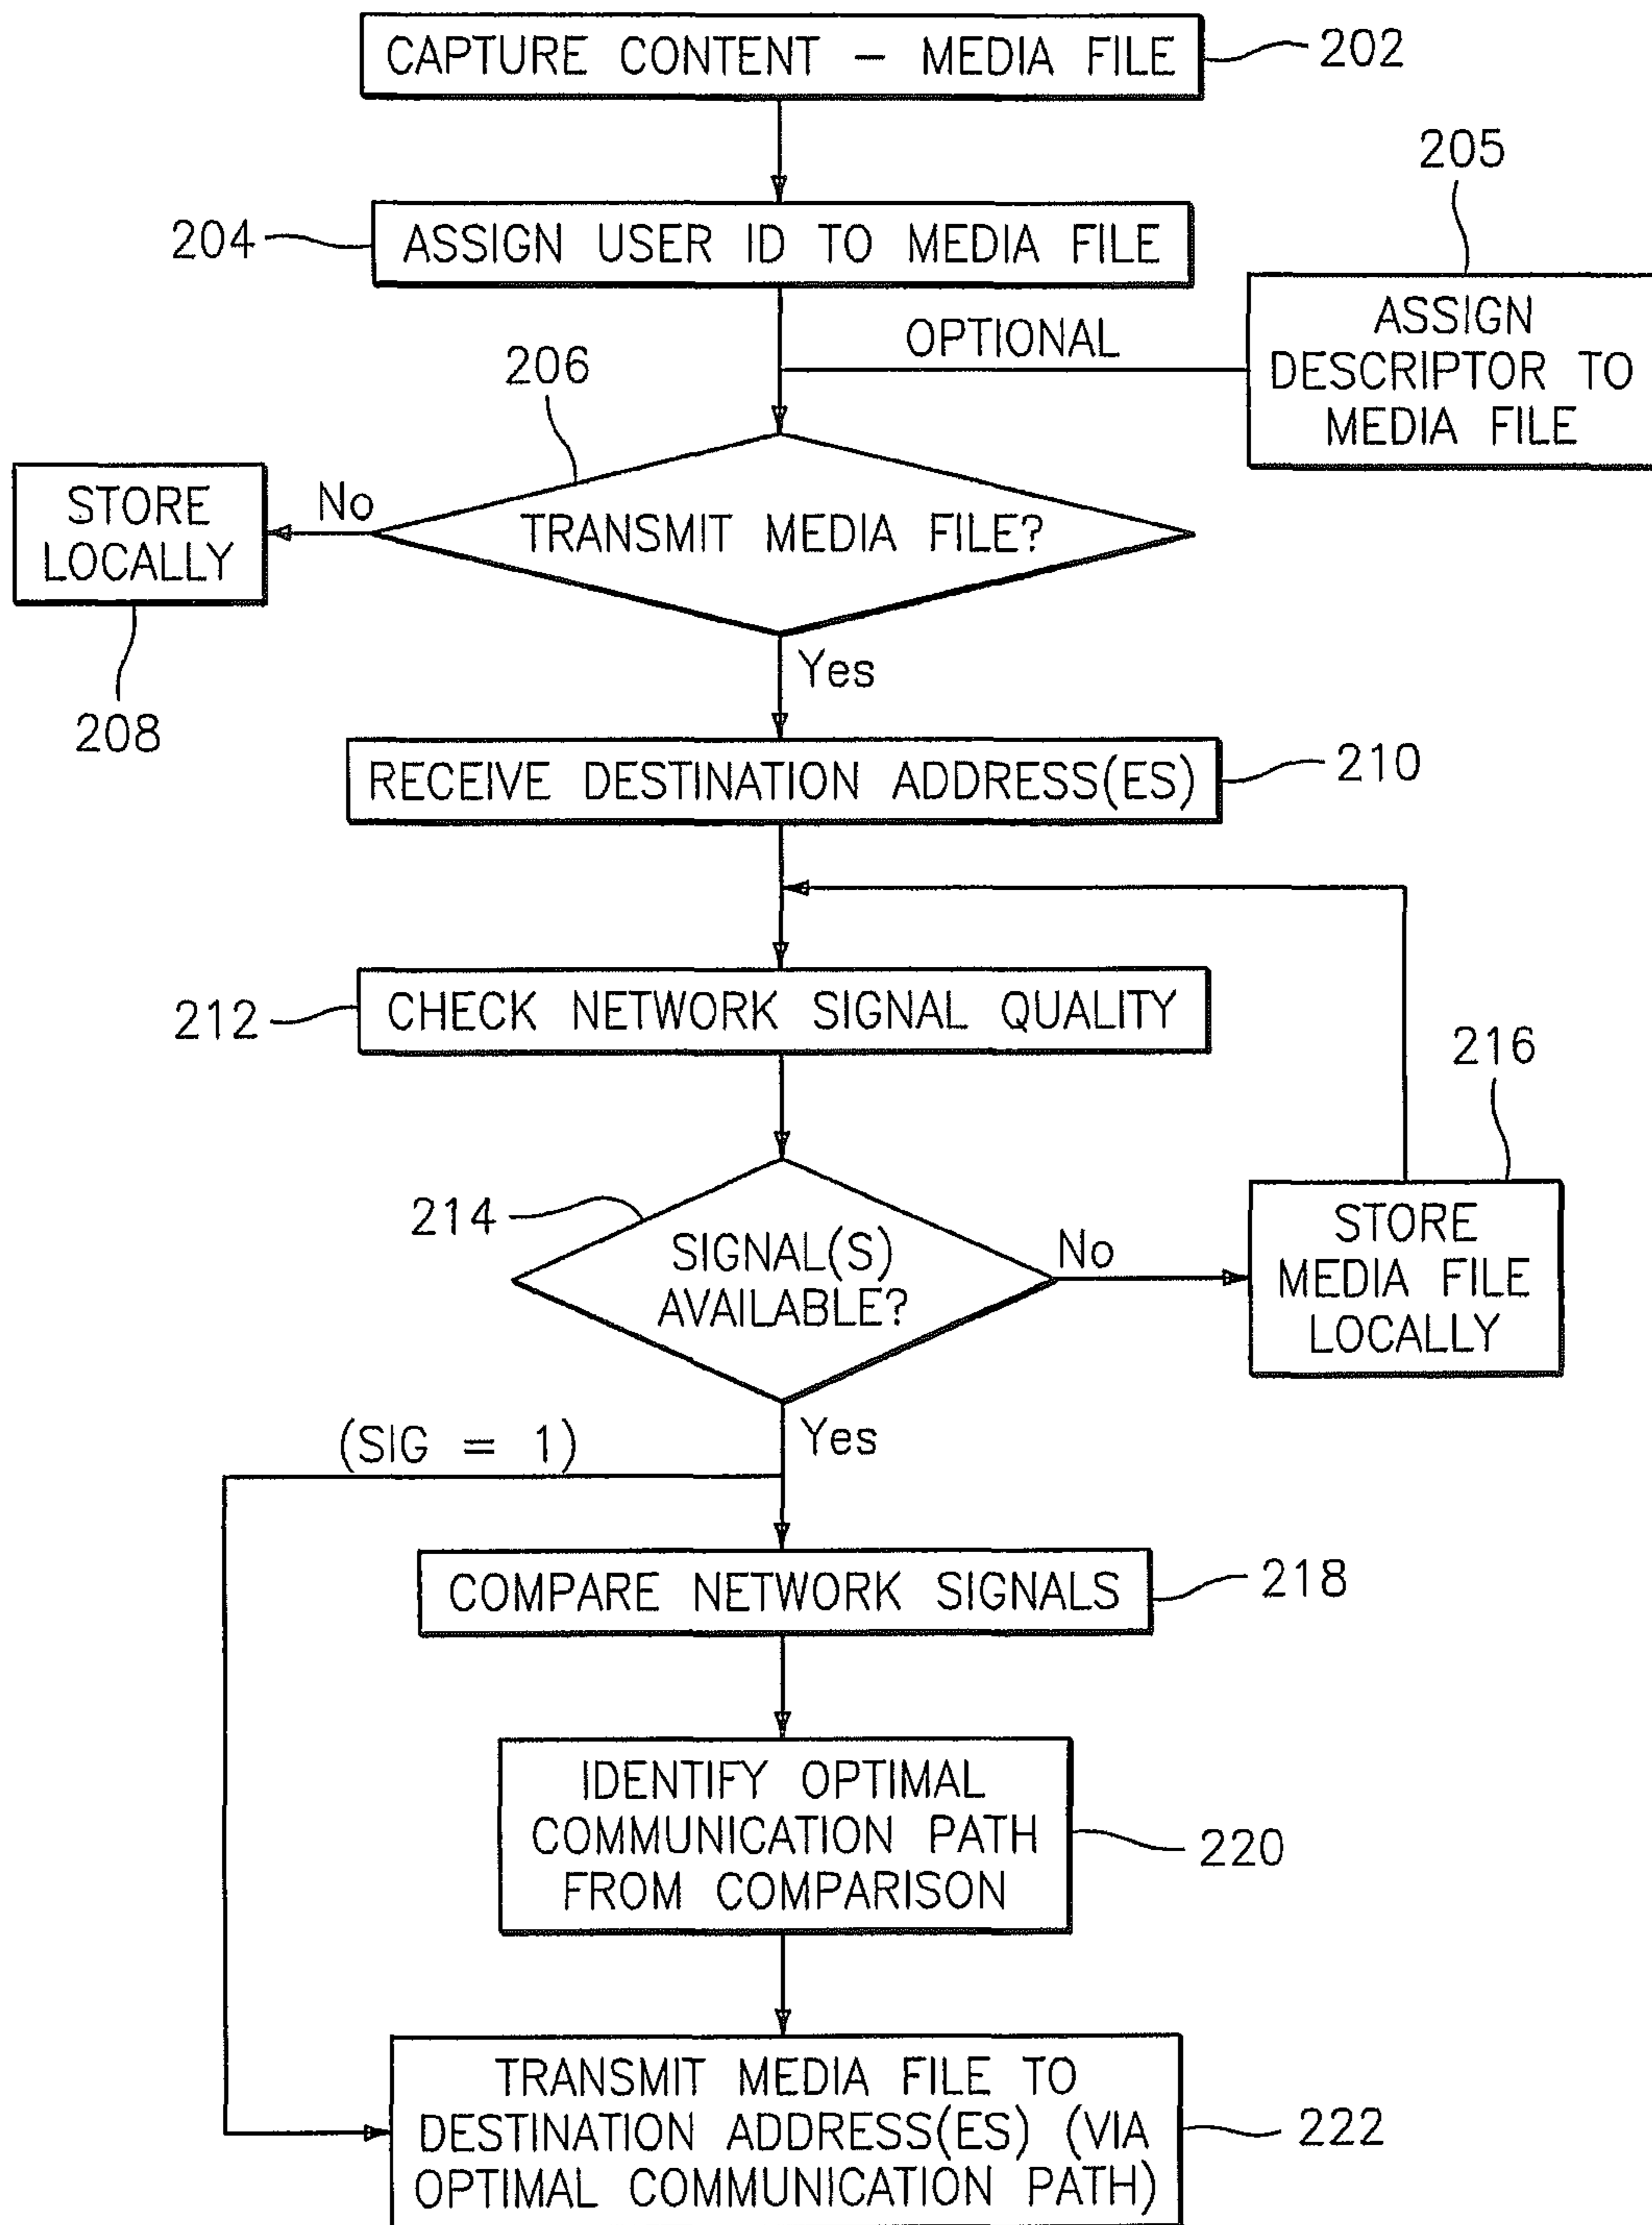 CAPTURE CONTENT – MEDIA FILE
202
205
204
ASSIGN USER ID TO MEDIA FILE
ASSIGN
DESCRIPTOR TO
MEDIA FILE
OPTIONAL
206
STORE
LOCALLY
No
TRANSMIT MEDIA FILE?
208
Yes
RECEIVE DESTINATION ADDRESS(ES)
210
212
CHECK NETWORK SIGNAL QUALITY
216
214
SIGNAL(S)
AVAILABLE?
No
STORE
MEDIA FILE
LOCALLY
(SIG = 1)
Yes
COMPARE NETWORK SIGNALS
218
IDENTIFY OPTIMAL
COMMUNICATION PATH
FROM COMPARISON
220
TRANSMIT MEDIA FILE TO
DESTINATION ADDRESS(ES) (VIA
OPTIMAL COMMUNICATION PATH)
222